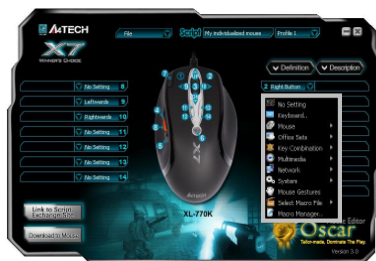 A4TECH
X7
WINNER'S CHOICE
File
Script
My individualized mouse
Profile 1
Definition
Description
No Setting 8
Leftwards 9
Rightwards 10
No Setting 11
No Setting 12
No Setting 13
No Setting 14
2 Right Button
No Setting
Keyboard..
Mouse
Office Sets
Key Combination
Multimedia
Network
System
Mouse Gestures
Select Macro File
Macro Manager..
X7
A4TECH
XL-770K
Link to Script
Exchange Site
Download to Mouse
Editor
Oscar
Tailor-made, Dominate The Play.
Version 3.0